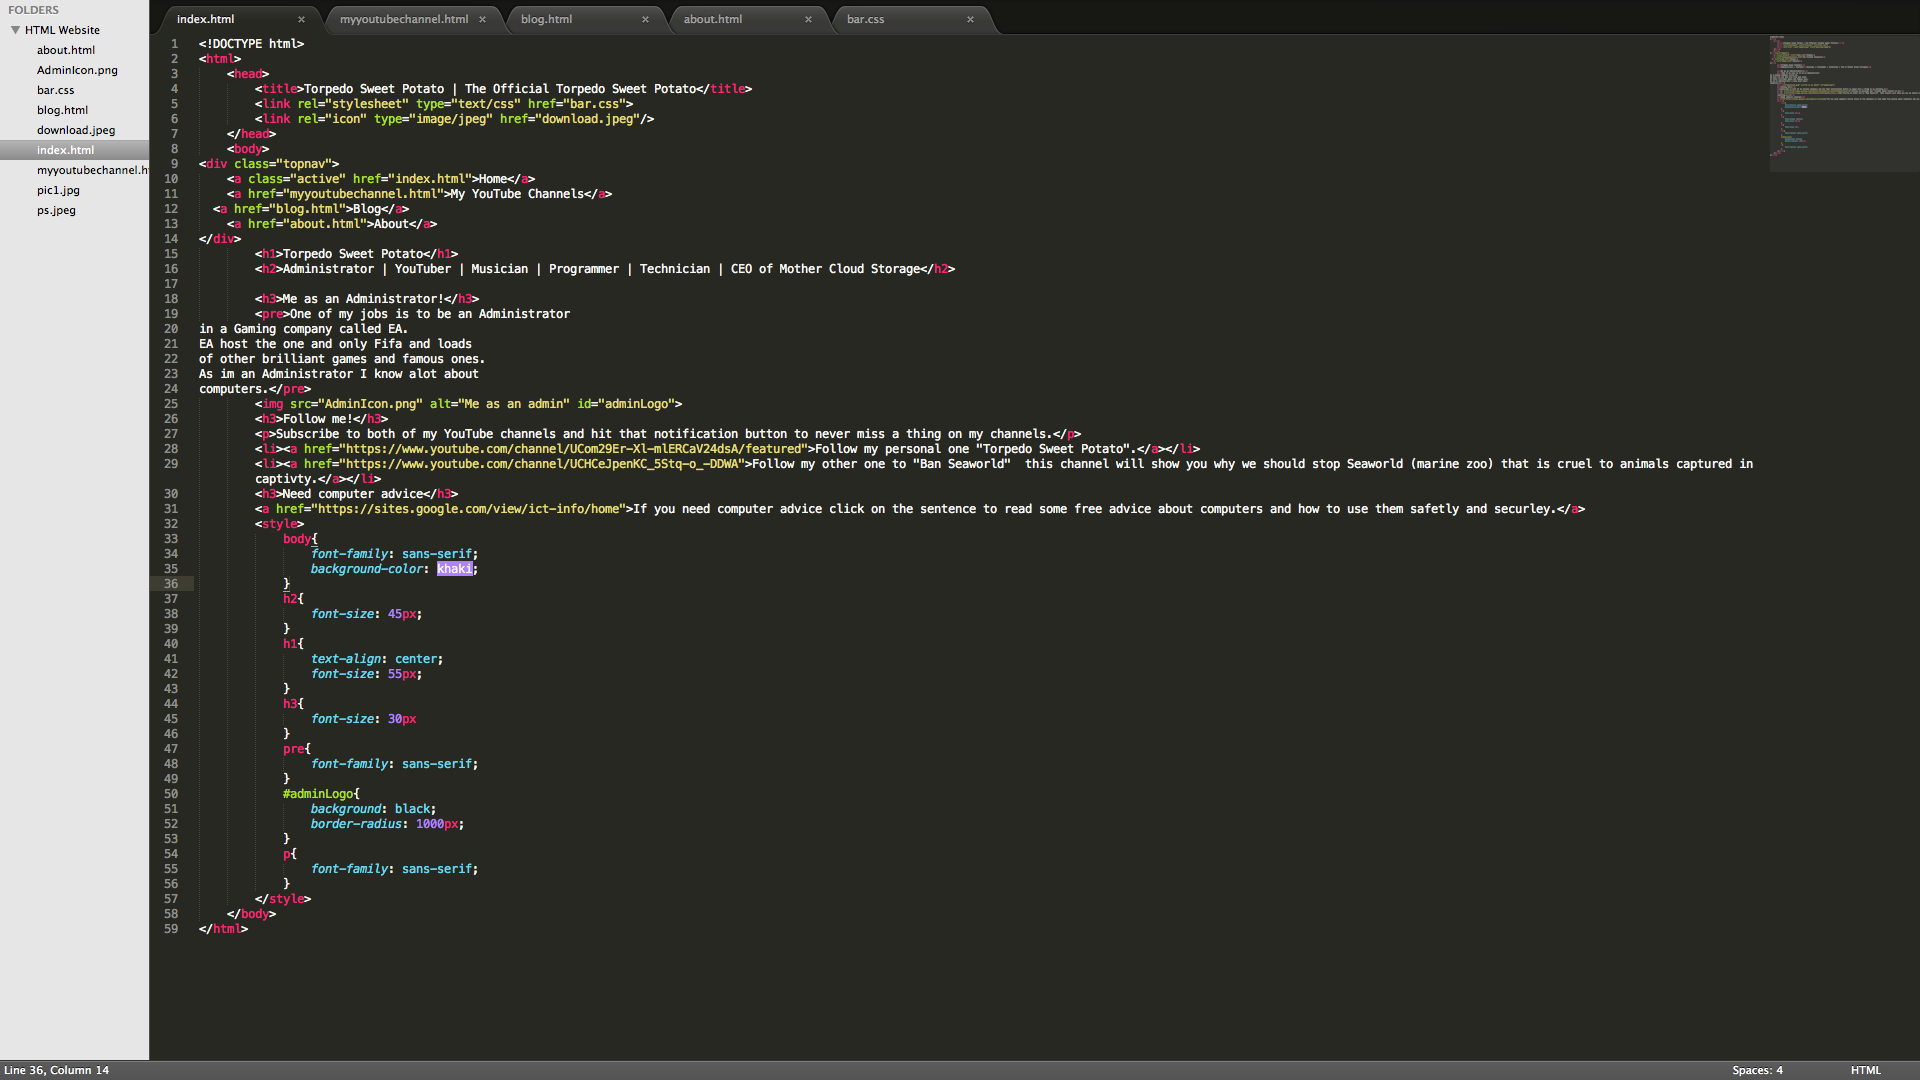 FOLDERS
HTML Website
about.html
AdminIcon.png
bar.css
blog.html
download.jpeg
index.html
myyoutubechannel.ht
pic1.jpg
ps.jpeg
index.html × myyoutubechannel.html × blog.html × about.html × bar.css ×
1 <!DOCTYPE html>
2 <html>
3 <head>
4 <title>Torpedo Sweet Potato | The Official Torpedo Sweet Potato</title>
5 <link rel="stylesheet" type="text/css" href="bar.css">
6 <link rel="icon" type="image/jpeg" href="download.jpeg"/>
7 </head>
8 <body>
9 <div class="topnav">
10 <a class="active" href="index.html">Home</a>
11 <a href="myyoutubechannel.html">My YouTube Channels</a>
12 <a href="blog.html">Blog</a>
13 <a href="about.html">About</a>
14 </div>
15 <h1>Torpedo Sweet Potato</h1>
16 <h2>Administrator | YouTuber | Musician | Programmer | Technician | CEO of Mother Cloud Storage</h2>
17
18 <h3>Me as an Administrator!</h3>
19 <pre>One of my jobs is to be an Administrator
20 in a Gaming company called EA.
21 EA host the one and only Fifa and loads
22 of other brilliant games and famous ones.
23 As im an Administrator I know alot about
24 computers.</pre>
25 <img src="AdminIcon.png" alt="Me as an admin" id="adminLogo">
26 <h3>Follow me!</h3>
27 <p>Subscribe to both of my YouTube channels and hit that notification button to never miss a thing on my channels.</p>
28 <li><a href="https://www.youtube.com/channel/UCom29Er-Xl-mlERCaV24dsA/featured">Follow my personal one "Torpedo Sweet Potato".</a></li>
29 <li><a href="https://www.youtube.com/channel/UCHCeJpenKC_5Stq-o_-DDWA">Follow my other one to "Ban Seaworld"  this channel will show you why we should stop Seaworld (marine zoo) that is cruel to animals captured in
captivty.</a></li>
30 <h3>Need computer advice</h3>
31 <a href="https://sites.google.com/view/ict-info/home">If you need computer advice click on the sentence to read some free advice about computers and how to use them safetly and securley.</a>
32 <style>
33 body{
34 font-family: sans-serif;
35 background-color: khaki;
36 }
37 h2{
38 font-size: 45px;
39 }
40 h1{
41 text-align: center;
42 font-size: 55px;
43 }
44 h3{
45 font-size: 30px
46 }
47 pre{
48 font-family: sans-serif;
49 }
50 #adminLogo{
51 background: black;
52 border-radius: 1000px;
53 }
54 p{
55 font-family: sans-serif;
56 }
57 </style>
58 </body>
59 </html>
Line 36, Column 14 Spaces: 4 HTML